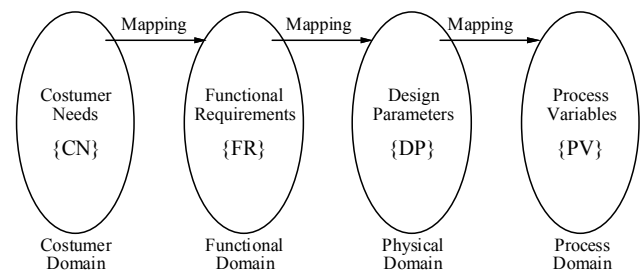 Mapping
Mapping
Mapping
Costumer
Needs
{CN}
Functional
Requirements
{FR}
Design
Parameters
{DP}
Process
Variables
{PV}
Costumer
Domain
Functional
Domain
Physical
Domain
Process
Domain